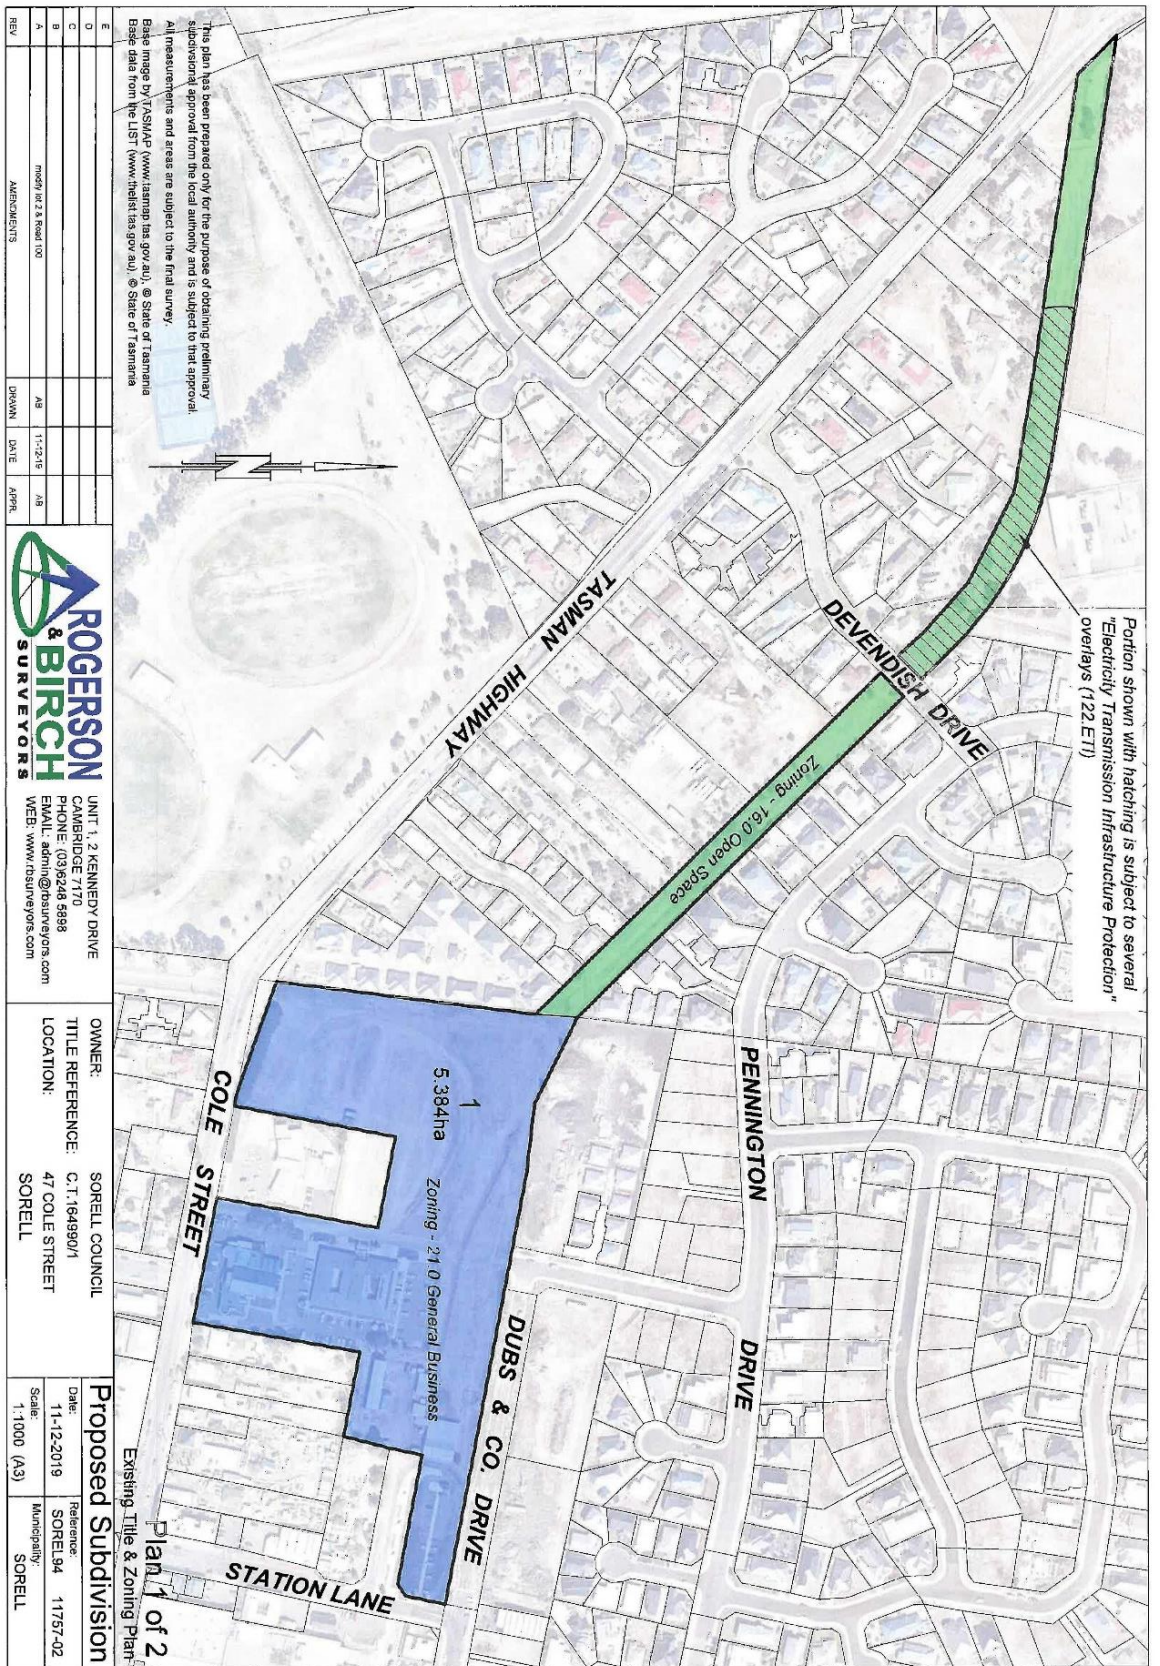 Portion shown with hatching is subject to several
"Electricity Transmission Infrastructure Protection"
overlays (122.ETI)
DEVENDISH DRIVE
TASMAN HIGHWAY
Zoning - 16.0 Open Space
PENNINGTON
DRIVE
1
5.384ha
Zoning - 21.0 General Business
DUBS & CO. DRIVE
COLE STREET
STATION LANE
N
This plan has been prepared only for the purpose of obtaining preliminary
subdivisional approval from the local authority and is subject to that approval.
All measurements and areas are subject to the final survey.
Base image by TASMAP (www.tasmap.tas.gov.au), © State of Tasmania
Base data from the LIST (www.thelist.tas.gov.au), © State of Tasmania
Plan 1 of 2
Existing Title & Zoning Plan
E
D
C
B
A modify lot 2 & Road 100 AB 11-12-19 AB
REV AMENDMENTS DRAWN DATE APPR.
ROGERSON
& BIRCH
SURVEYORS
UNIT 1, 2 KENNEDY DRIVE
CAMBRIDGE 7170
PHONE: (03)6248 5898
EMAIL: admin@rbsurveyors.com
WEB: www.rbsurveyors.com
OWNER: SORELL COUNCIL
TITLE REFERENCE: C.T.164990/1
LOCATION: 47 COLE STREET
SORELL
Proposed Subdivision
Date: 11-12-2019
Reference: SOREL94 11757-02
Scale: 1:1000 (A3)
Municipality: SORELL